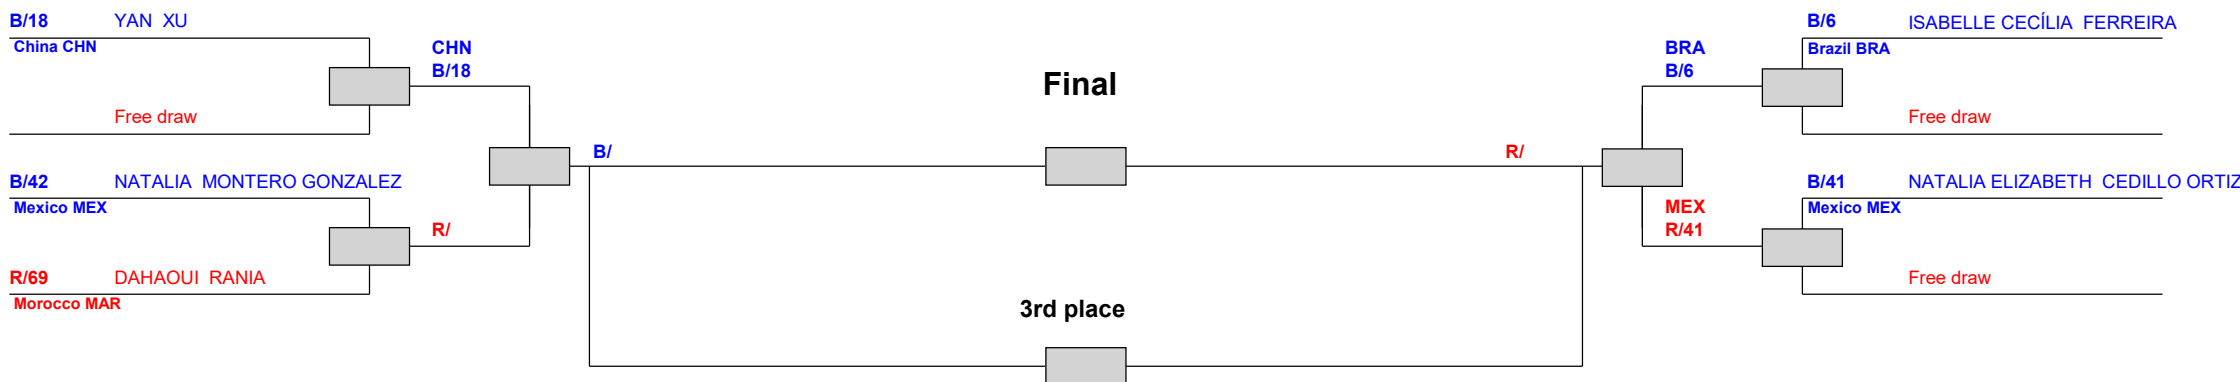 B/18 YAN XU
China CHN
CHN
B/18
Free draw
B/42 NATALIA MONTERO GONZALEZ
Mexico MEX
R/
R/69 DAHAOUI RANIA
Morocco MAR
B/
Final
3rd place
R/
BRA
B/6
B/6 ISABELLE CECÍLIA FERREIRA
Brazil BRA
Free draw
B/41 NATALIA ELIZABETH CEDILLO ORTIZ
Mexico MEX
MEX
R/41
Free draw